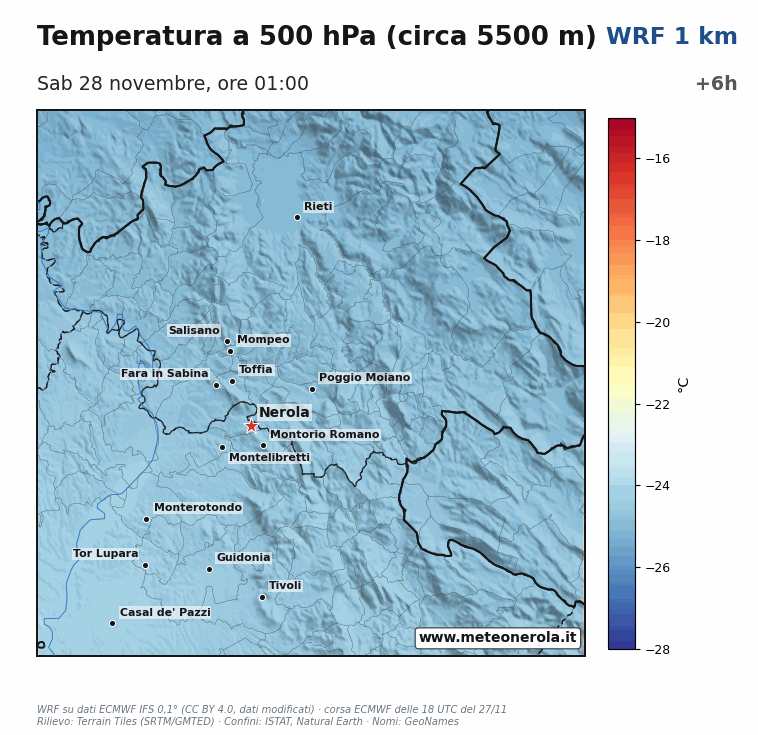 Temperatura a 500 hPa (circa 5500 m) WRF 1 km
Sab 28 novembre, ore 01:00 +6h
Rieti
Salisano
Mompeo
Fara in Sabina
Toffia
Poggio Moiano
Nerola
Montorio Romano
Montelibretti
Monterotondo
Tor Lupara
Guidonia
Tivoli
Casal de' Pazzi
www.meteonerola.it
−16
−18
−20
−22
−24
−26
−28
°C
WRF su dati ECMWF IFS 0,1° (CC BY 4.0, dati modificati) · corsa ECMWF delle 18 UTC del 27/11
Rilievo: Terrain Tiles (SRTM/GMTED) · Confini: ISTAT, Natural Earth · Nomi: GeoNames